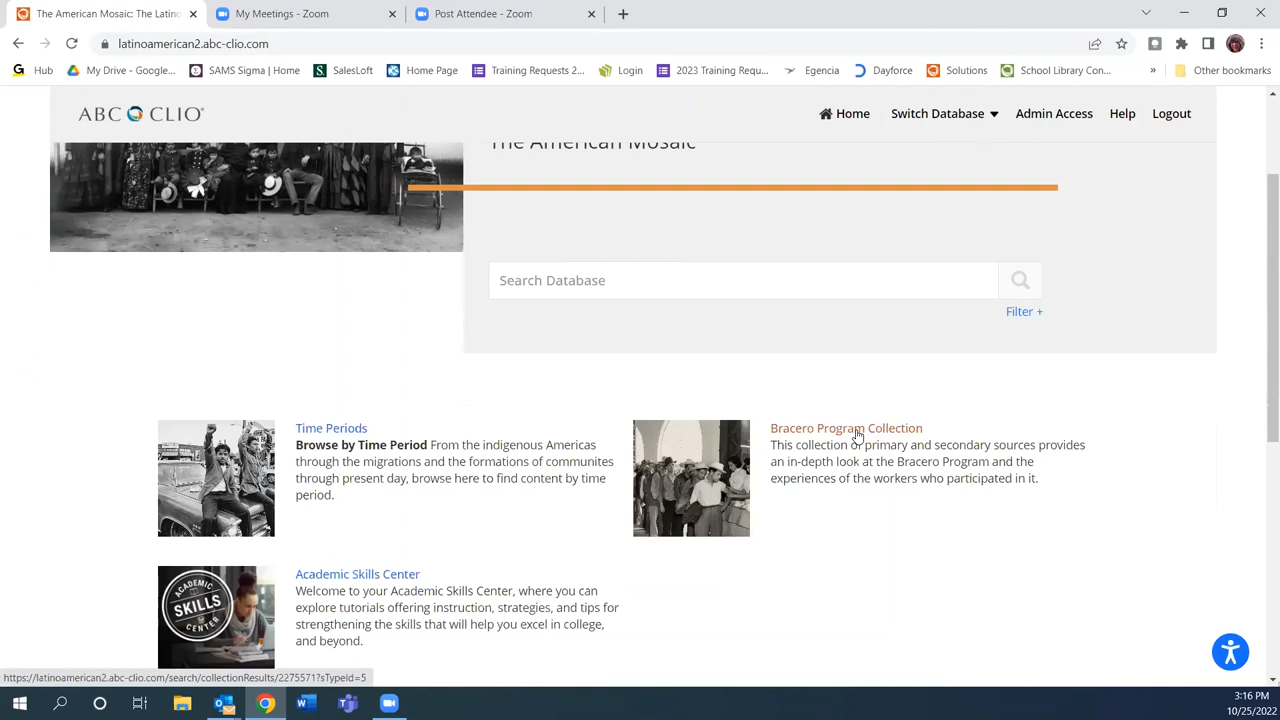 The American Mosaic: The Latino
My Meetings - Zoom
Post Attendee - Zoom
latinoamerican2.abc-clio.com
Hub
My Drive - Google...
SAMS Sigma | Home
SalesLoft
Home Page
Training Requests 2...
Login
2023 Training Requ...
Egencia
Dayforce
Solutions
School Library Con...
»
Other bookmarks
ABC CLIO
Home
Switch Database
Admin Access
Help
Logout
The American Mosaic
Search Database
Filter +
Time Periods
Browse by Time Period From the indigenous Americas
through the migrations and the formations of communites
through present day, browse here to find content by time
period.
Bracero Program Collection
This collection of primary and secondary sources provides
an in-depth look at the Bracero Program and the
experiences of the workers who participated in it.
ACADEMIC
SKILLS
CENTER
Academic Skills Center
Welcome to your Academic Skills Center, where you can
explore tutorials offering instruction, strategies, and tips for
strengthening the skills that will help you excel in college,
and beyond.
https://latinoamerican2.abc-clio.com/search/collectionResults/2275571?sTypeId=5
3:16 PM
10/25/2022